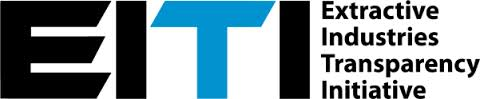 EITI
Extractive
Industries
Transparency
Initiative